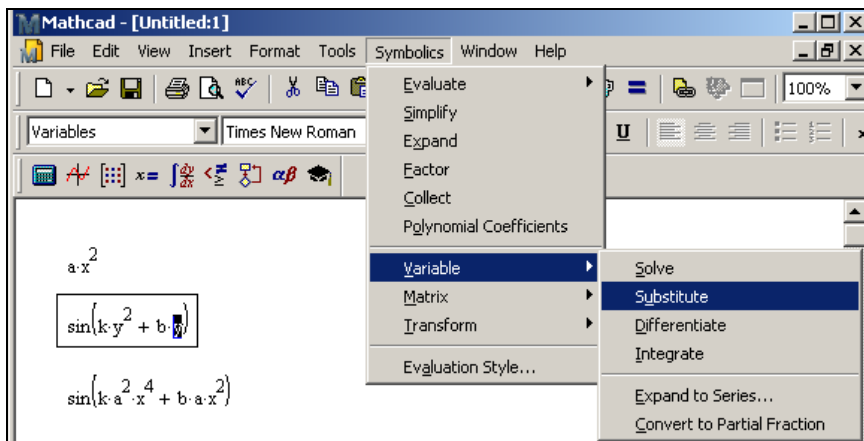 Mathcad - [Untitled:1]
File Edit View Insert Format Tools Symbolics Window Help
100%
Variables Times New Roman U
x= αβ
Evaluate
Simplify
Expand
Factor
Collect
Polynomial Coefficients
Variable
Matrix
Transform
Evaluation Style...
Solve
Substitute
Differentiate
Integrate
Expand to Series...
Convert to Partial Fraction
a·x²
sin(k·y² + b·y)
sin(k·a²·x⁴ + b·a·x²)